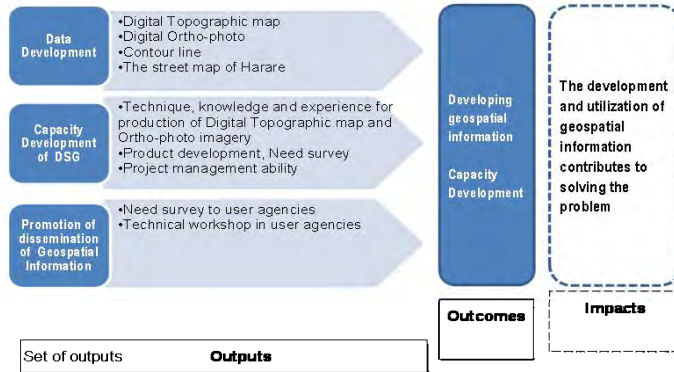 Data
Development
•Digital Topographic map
•Digital Ortho-photo
•Contour line
•The street map of Harare
Capacity
Development
of DSG
•Technique, knowledge and experience for
production of Digital Topographic map and
Ortho-photo imagery
•Product development, Need survey
•Project management ability
Promotion of
dissemination
of Geospatial
Information
•Need survey to user agencies
•Technical workshop in user agencies
Developing
geospatial
information
Capacity
Development
The development
and utilization of
geospatial
information
contributes to
solving the
problem
Outcomes
Impacts
Set of outputs Outputs